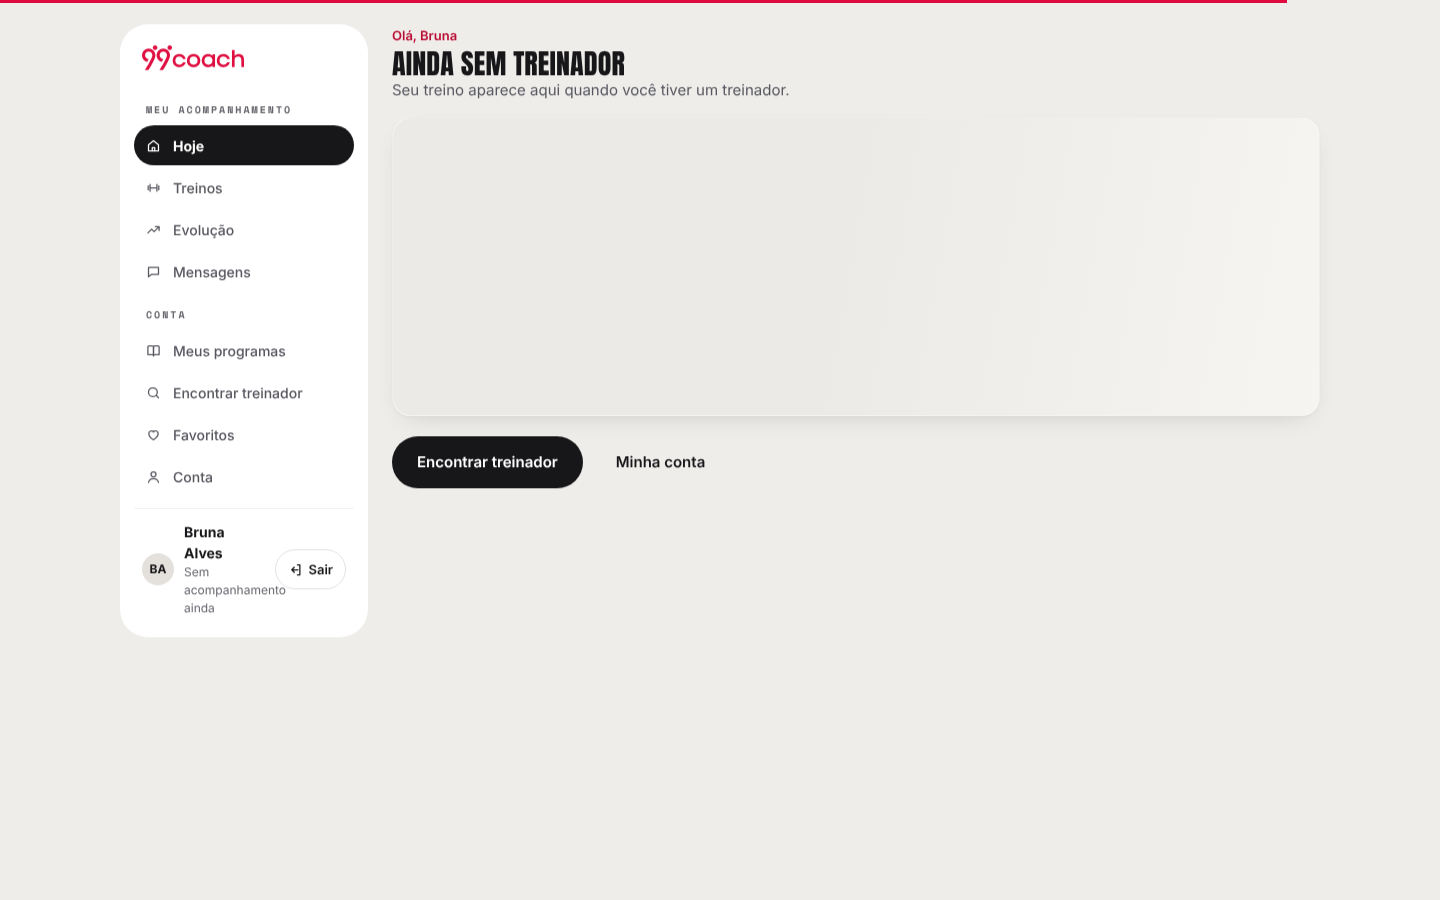 99coach
MEU ACOMPANHAMENTO
Hoje
Treinos
Evolução
Mensagens
CONTA
Meus programas
Encontrar treinador
Favoritos
Conta
BA
Bruna
Alves
Sem
acompanhamento
ainda
Sair
Olá, Bruna
AINDA SEM TREINADOR
Seu treino aparece aqui quando você tiver um treinador.
Encontrar treinador
Minha conta